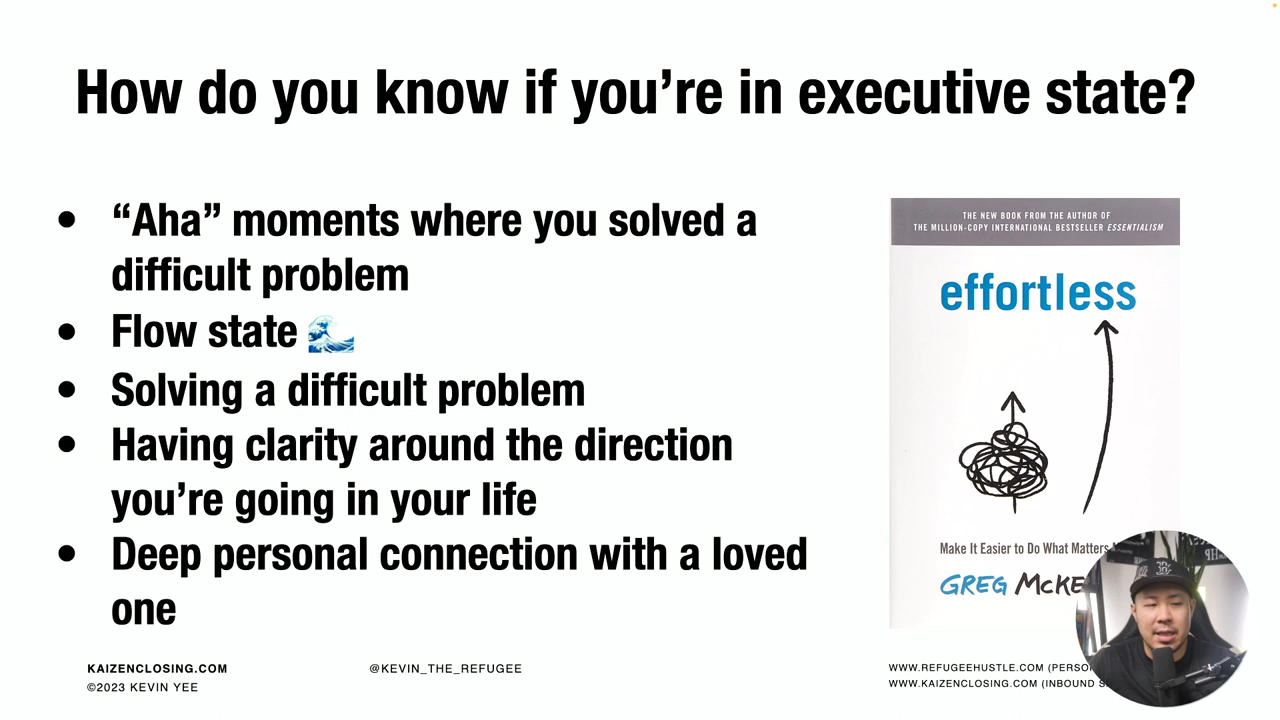 How do you know if you’re in executive state?
• “Aha” moments where you solved a
difficult problem
• Flow state 🌊
• Solving a difficult problem
• Having clarity around the direction
you’re going in your life
• Deep personal connection with a loved
one
THE NEW BOOK FROM THE AUTHOR OF
THE MILLION-COPY INTERNATIONAL BESTSELLER ESSENTIALISM
effortless
Make It Easier to Do What Matters
GREG McKE
KAIZENCLOSING.COM
©2023 KEVIN YEE
@KEVIN_THE_REFUGEE
WWW.REFUGEEHUSTLE.COM (PERSO
WWW.KAIZENCLOSING.COM (INBOUND S